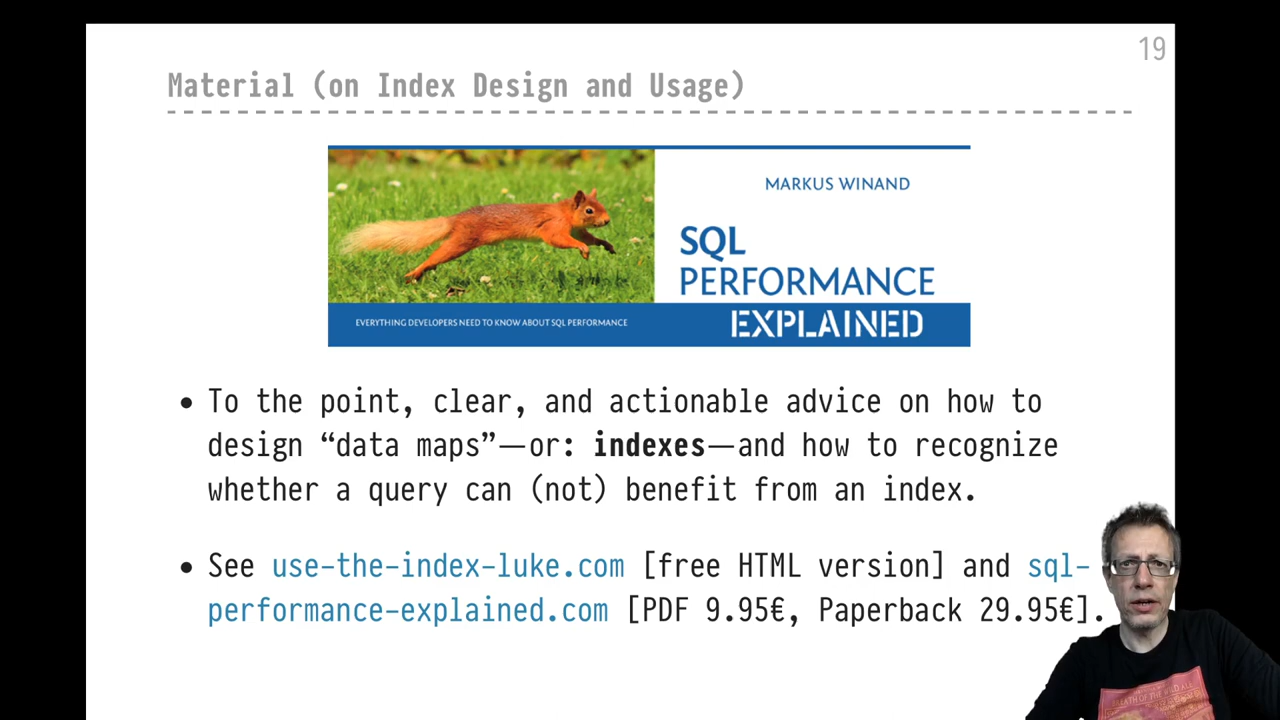 19
Material (on Index Design and Usage)
MARKUS WINAND
SQL
PERFORMANCE
EXPLAINED
EVERYTHING DEVELOPERS NEED TO KNOW ABOUT SQL PERFORMANCE
• To the point, clear, and actionable advice on how to
design “data maps”—or: indexes—and how to recognize
whether a query can (not) benefit from an index.
• See use-the-index-luke.com [free HTML version] and sql-
performance-explained.com [PDF 9.95€, Paperback 29.95€].